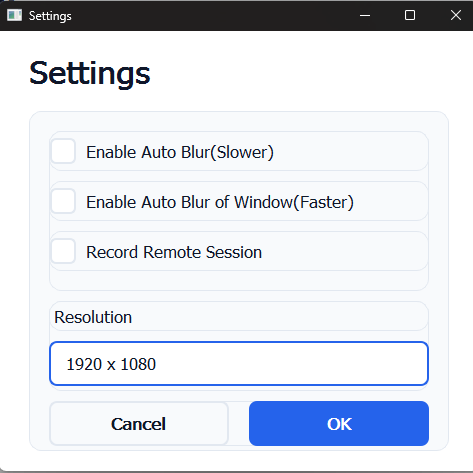 Settings
Settings
Enable Auto Blur(Slower)
Enable Auto Blur of Window(Faster)
Record Remote Session
Resolution
1920 x 1080
Cancel
OK